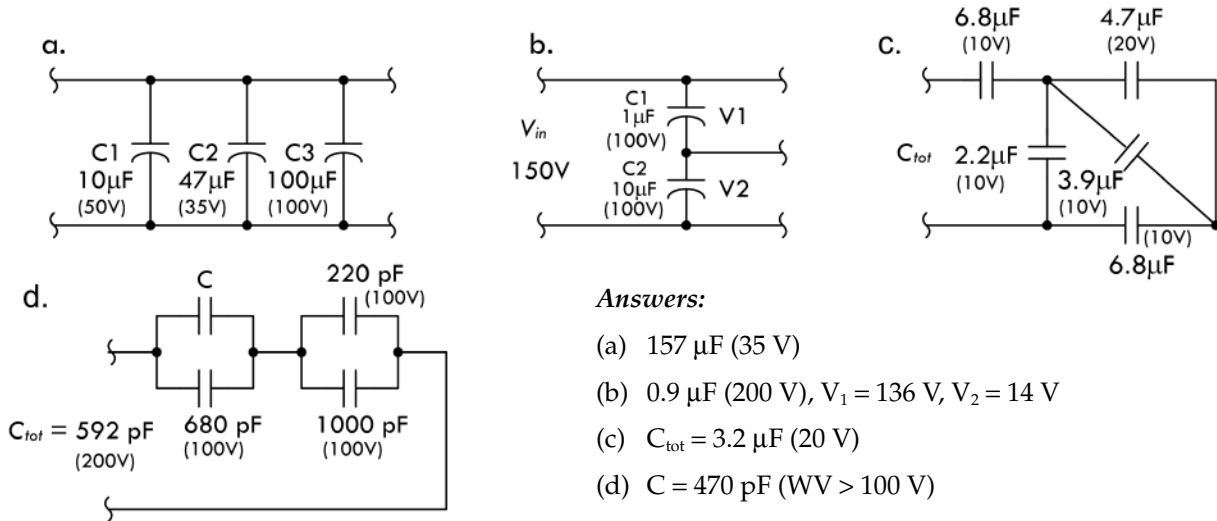 a.
C1
10µF
(50V)
C2
47µF
(35V)
C3
100µF
(100V)
b.
Vin
150V
C1
1µF
(100V)
V1
C2
10µF
(100V)
V2
c.
6.8µF
(10V)
4.7µF
(20V)
Ctot
2.2µF
(10V)
3.9µF
(10V)
(10V)
6.8µF
d.
C
220 pF
(100V)
Ctot = 592 pF
(200V)
680 pF
(100V)
1000 pF
(100V)
Answers:
(a) 157 µF (35 V)
(b) 0.9 µF (200 V), V1 = 136 V, V2 = 14 V
(c) Ctot = 3.2 µF (20 V)
(d) C = 470 pF (WV > 100 V)